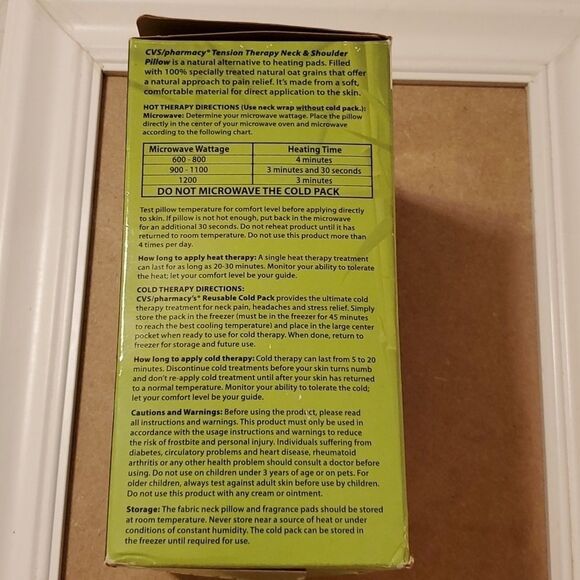 CVS/pharmacy® Tension Therapy Neck & Shoulder
Pillow is a natural alternative to heating pads. Filled
with 100% specially treated natural oat grains that offer
a natural approach to pain relief. It's made from a soft,
comfortable material for direct application to the skin.
HOT THERAPY DIRECTIONS (Use neck wrap without cold pack.):
Microwave: Determine your microwave wattage. Place the pillow
directly in the center of your microwave oven and microwave
according to the following chart.
Microwave Wattage Heating Time
600 - 800 4 minutes
900 - 1100 3 minutes and 30 seconds
1200 3 minutes
DO NOT MICROWAVE THE COLD PACK
Test pillow temperature for comfort level before applying directly
to skin. If pillow is not hot enough, put back in the microwave
for an additional 30 seconds. Do not reheat product until it has
returned to room temperature. Do not use this product more than
4 times per day.
How long to apply heat therapy: A single heat therapy treatment
can last for as long as 20-30 minutes. Monitor your ability to tolerate
the heat; let your comfort level be your guide.
COLD THERAPY DIRECTIONS:
CVS/pharmacy's® Reusable Cold Pack provides the ultimate cold
therapy treatment for neck pain, headaches and stress relief. Simply
store the pack in the freezer (must be in the freezer for 45 minutes
to reach the best cooling temperature) and place in the large center
pocket when ready to use for cold therapy. When done, return to
freezer for storage and future use.
How long to apply cold therapy: Cold therapy can last from 5 to 20
minutes. Discontinue cold treatments before your skin turns numb
and don't re-apply cold treatment until after your skin has returned
to a normal temperature. Monitor your ability to tolerate the cold;
let your comfort level be your guide.
Cautions and Warnings: Before using the product, please read
all instructions and warnings. This product must only be used in
accordance with the usage instructions and warnings to reduce
the risk of frostbite and personal injury. Individuals suffering from
diabetes, circulatory problems and heart disease, rheumatoid
arthritis or any other health problem should consult a doctor before
using. Do not use on children under 3 years of age or on pets. For
older children, always test against adult skin before use by children.
Do not use this product with any cream or ointment.
Storage: The fabric neck pillow and fragrance pads should be stored
at room temperature. Never store near a source of heat or under
conditions of constant humidity. The cold pack can be stored in
the freezer until required for use.